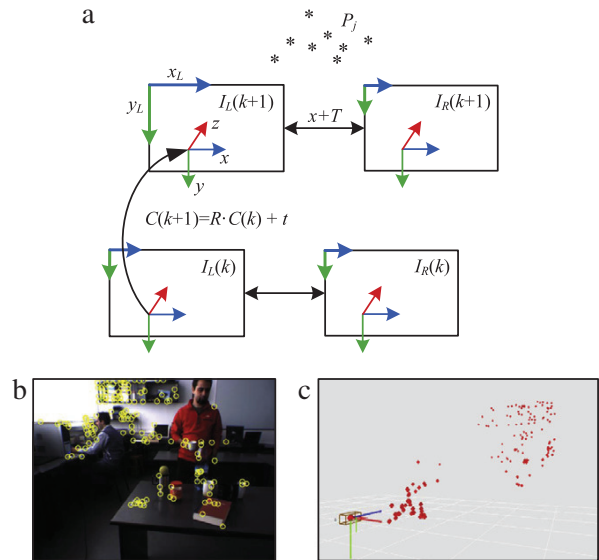 a
P_j
x_L
I_L(k+1)
I_R(k+1)
y_L
x+T
z
x
y
C(k+1)=R·C(k) + t
I_L(k)
I_R(k)
b
c